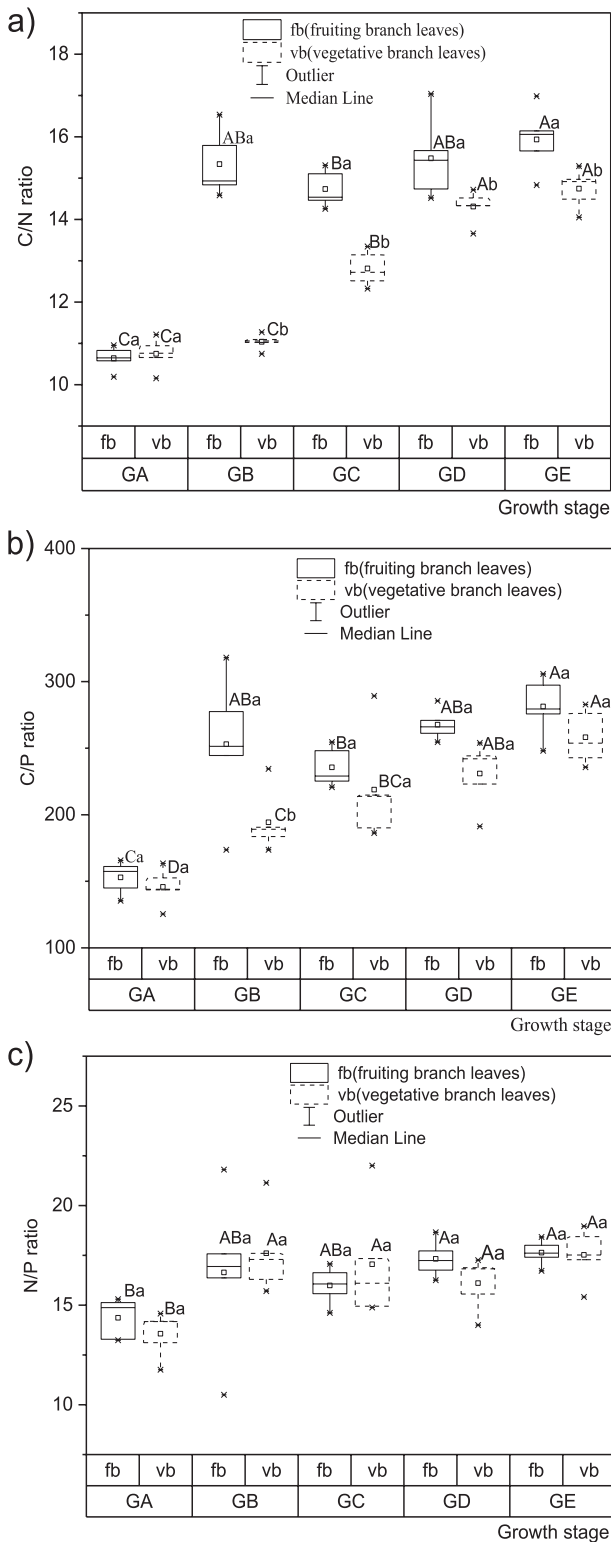 a)
fb(fruiting branch leaves)
vb(vegetative branch leaves)
Outlier
Median Line
18
16
14
12
10
C/N ratio
Ca Ca ABa Cb Ba Bb ABa Ab Aa Ab
fb vb fb vb fb vb fb vb fb vb
GA GB GC GD GE
Growth stage
b)
fb(fruiting branch leaves)
vb(vegetative branch leaves)
Outlier
Median Line
400
300
200
100
C/P ratio
Ca Da ABa Cb Ba BCa ABa ABa Aa Aa
fb vb fb vb fb vb fb vb fb vb
GA GB GC GD GE
Growth stage
c)
fb(fruiting branch leaves)
vb(vegetative branch leaves)
Outlier
Median Line
25
20
15
10
N/P ratio
Ba Ba ABa Aa ABa Aa Aa Aa Aa Aa
fb vb fb vb fb vb fb vb fb vb
GA GB GC GD GE
Growth stage